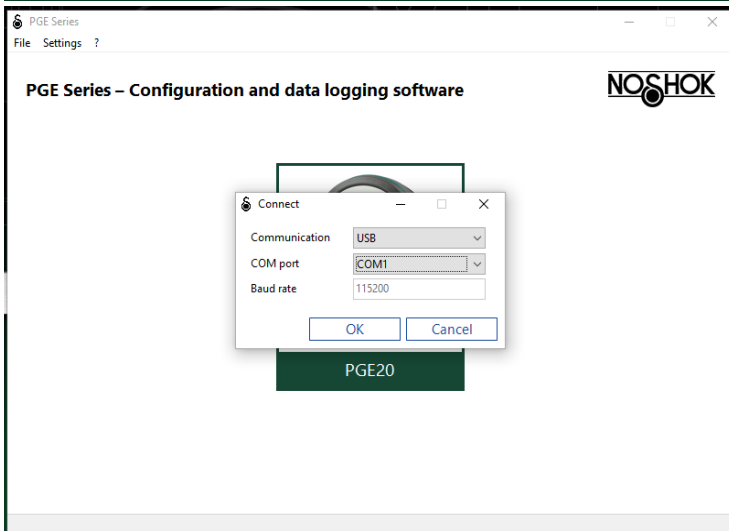 PGE Series
File Settings ?
PGE Series – Configuration and data logging software
NOSHOK
Connect
Communication USB
COM port COM1
Baud rate 115200
OK Cancel
PGE20